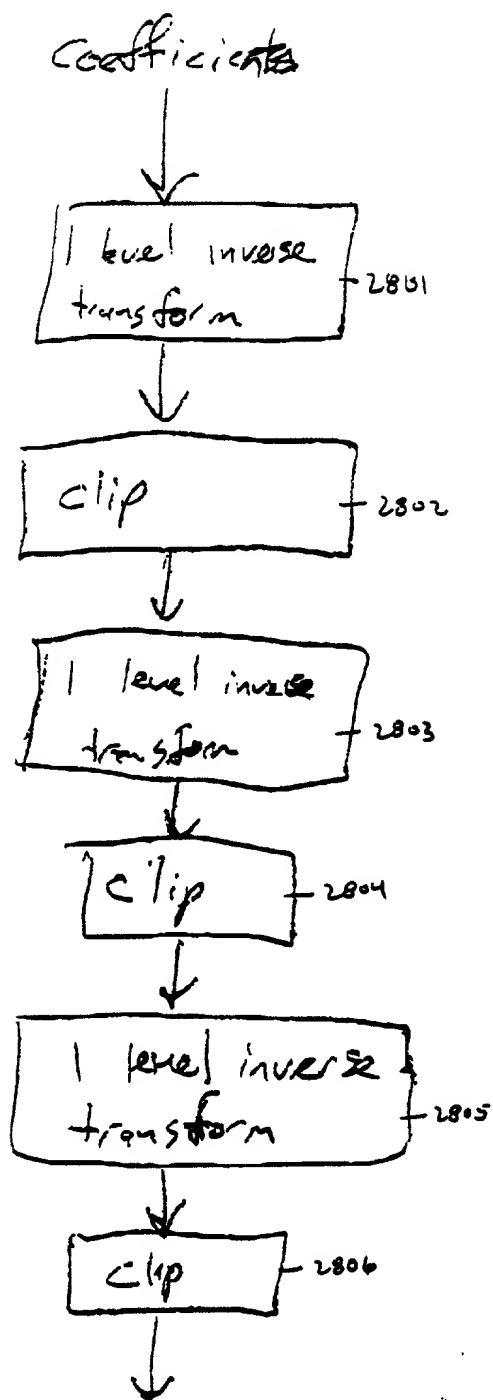 Coefficients
1 level inverse
transform
2801
clip
2802
1 level inverse
transform
2803
clip
2804
1 level inverse
transform
2805
clip
2806